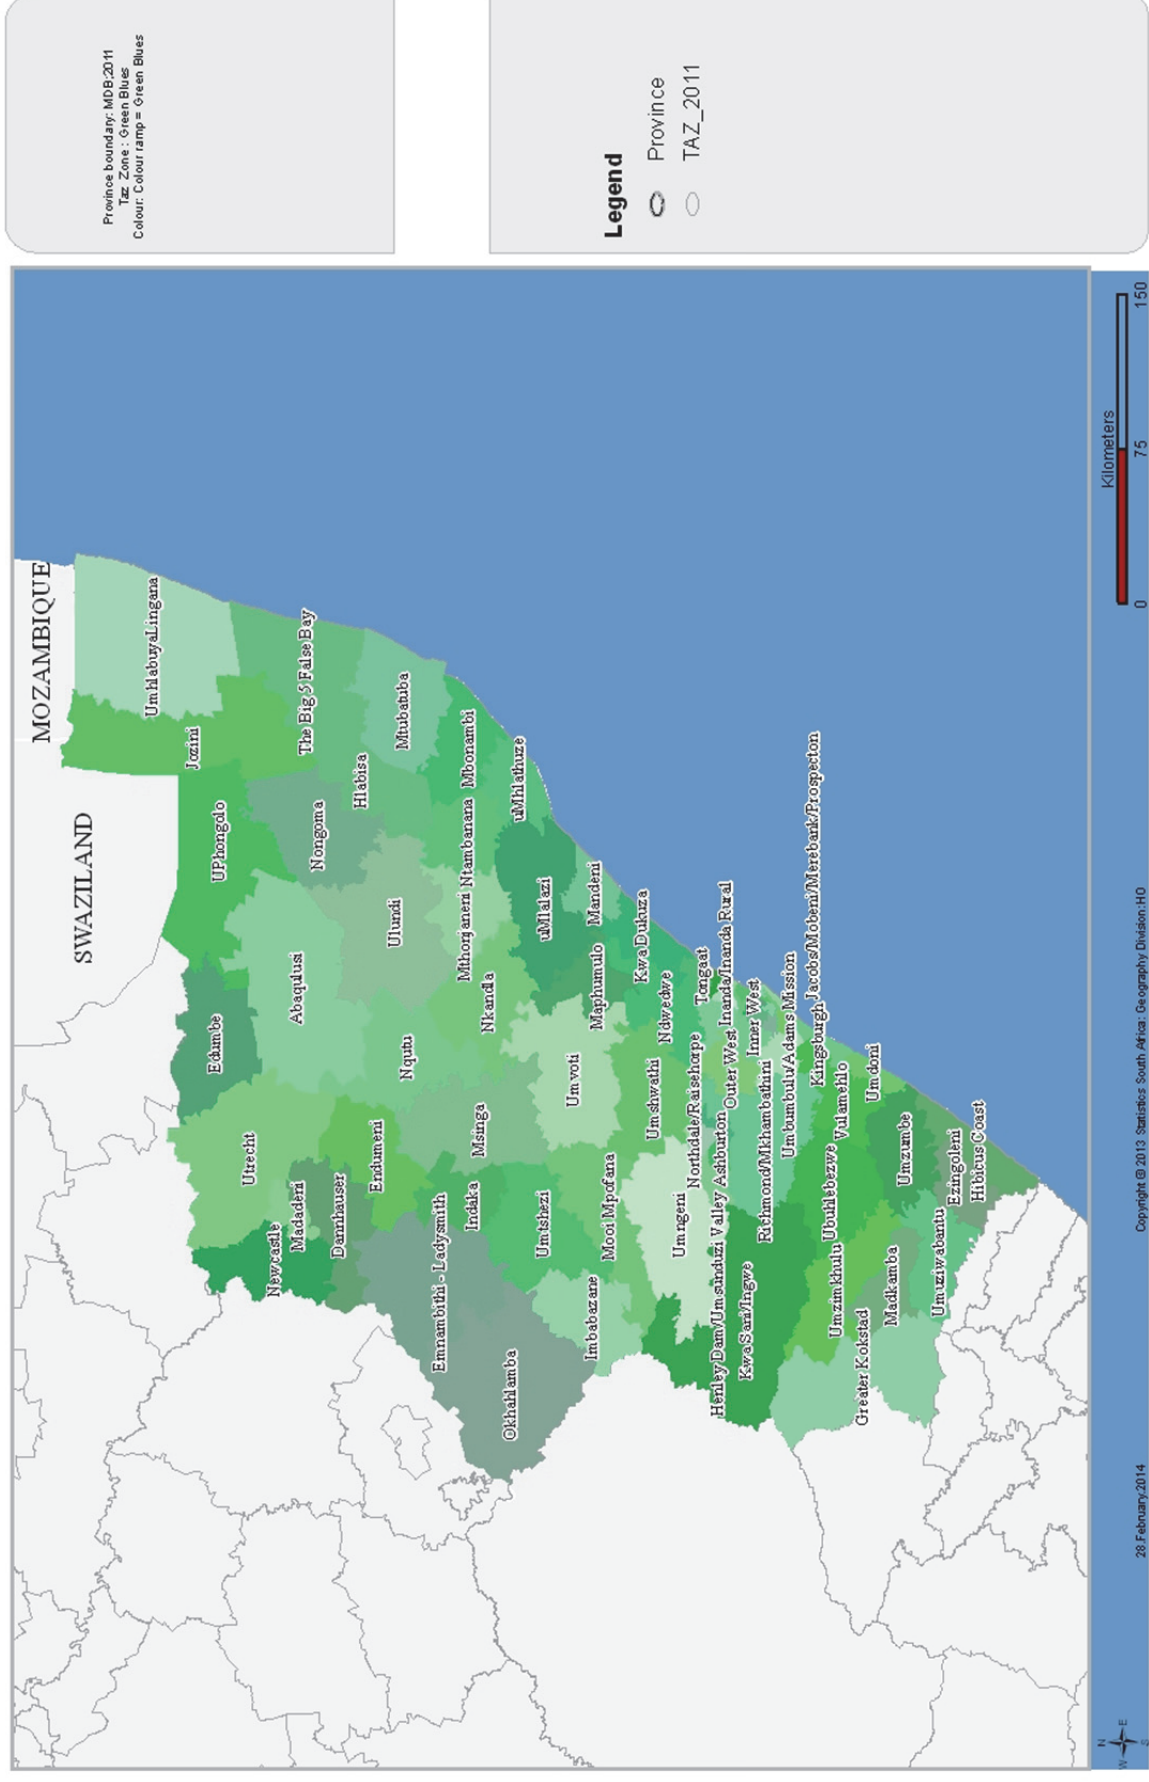 Province boundary: MDB:2011
Taz Zone : Green Blues
Colour: Colour ramp = Green Blues
Legend
Province
TAZ_2011
MOZAMBIQUE
SWAZILAND
UmhlabuyaLingana
Jozini
UPhongolo
Edumbe
Utrecht
The Big 5 False Bay
Nongoma
Abaqulusi
Madadeni
Newcastle
Hlabisa
Dannhauser
Endumeni
Mtubatuba
Ulundi
Nqutu
Emnambithi - Ladysmith
Mbonambi
Ntambanana
Mthonjaneni
Nkandla
Msinga
Indaka
Okhahlamba
uMhlathuze
uMlalazi
Umvoti
Umtshezi
Imbabazane
Mandeni
Maphumulo
Mooi Mpofana
KwaDukuza
Ndwedwe
Umshwathi
Umngeni
Tongaat
Northdale/Raisethorpe
Inanda/Inanda Rural
Outer West
Ashburton
Henley Dam/Umsunduzi Valley
Inner West
KwaSani/Ingwe
Richmond/Mkhambathini
Umbumbulu/Adams Mission
Jacobs/Mobeni/Merebank/Prospecton
Kingsburgh
Vulamehlo
Ubuhlebezwe
Umzimkhulu
Greater Kokstad
Umdoni
Umzumbe
Madkamba
Umuziwabantu
Ezingoleni
Hibicus Coast
Kilometers
0 75 150
N
W E
S
28.February.2014
Copyright @ 2013 Statistics South Africa: Geography Division:HO